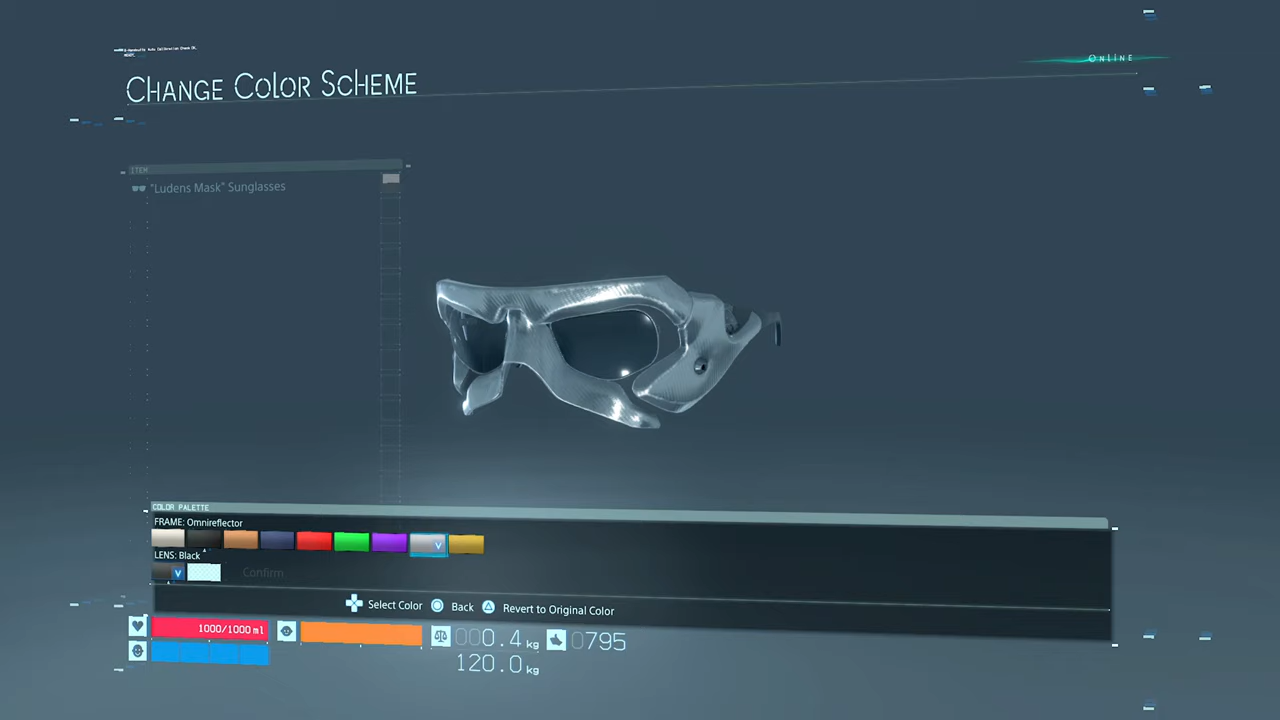 CHANGE COLOR SCHEME
ONLINE
ITEM
"Ludens Mask" Sunglasses
COLOR PALETTE
FRAME: Omnireflector
LENS: Black
Confirm
Select Color Back Revert to Original Color
1000/1000 ml
000.4 kg
0795
120.0 kg